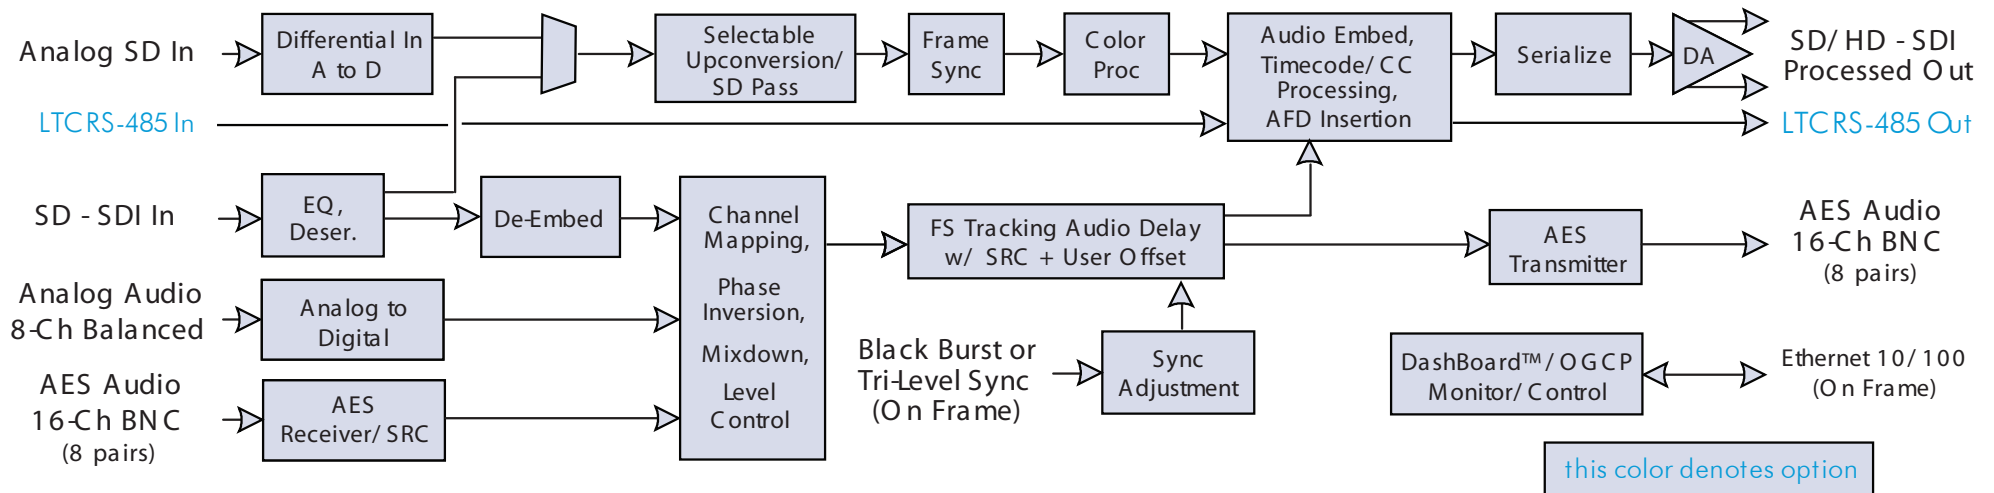 Analog SD In
Differential In
A to D
Selectable
Upconversion/
SD Pass
Frame
Sync
Color
Proc
Audio Embed,
Timecode/ CC
Processing,
AFD Insertion
Serialize
DA
SD/ HD - SDI
Processed Out
LTCRS-485 In
LTCRS-485 Out
SD - SDI In
EQ,
Deser.
De-Embed
Channel
Mapping,
Phase
Inversion,
Mixdown,
Level
Control
FS Tracking Audio Delay
w/ SRC + User Offset
AES
Transmitter
AES Audio
16-Ch BNC
(8 pairs)
Analog Audio
8-Ch Balanced
Analog to
Digital
AES Audio
16-Ch BNC
(8 pairs)
AES
Receiver/ SRC
Black Burst or
Tri-Level Sync
(On Frame)
Sync
Adjustment
DashBoard™/ OGCP
Monitor/ Control
Ethernet 10/ 100
(On Frame)
this color denotes option